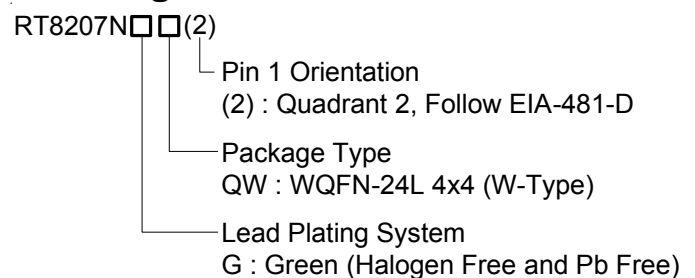 RT8207N□□(2)
Pin 1 Orientation
(2) : Quadrant 2, Follow EIA-481-D
Package Type
QW : WQFN-24L 4x4 (W-Type)
Lead Plating System
G : Green (Halogen Free and Pb Free)